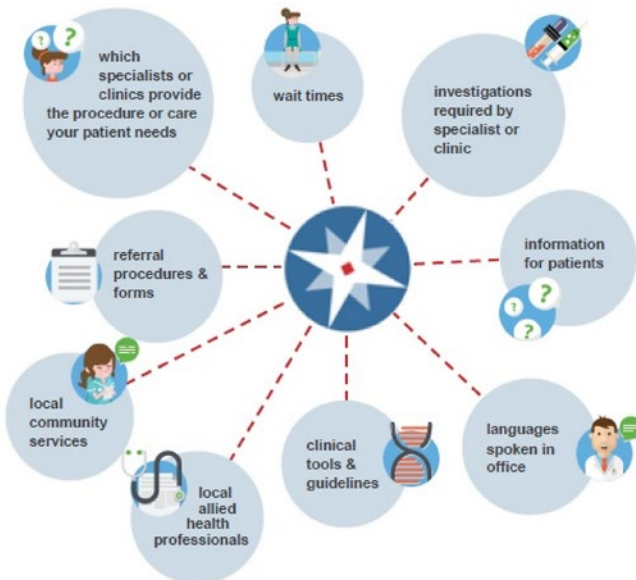 which
specialists or
clinics provide
the procedure or care
your patient needs
wait times
investigations
required by
specialist or
clinic
referral
procedures &
forms
information
for patients
local
community
services
local
allied
health
professionals
clinical
tools &
guidelines
languages
spoken in
office
?
?
?
?
?